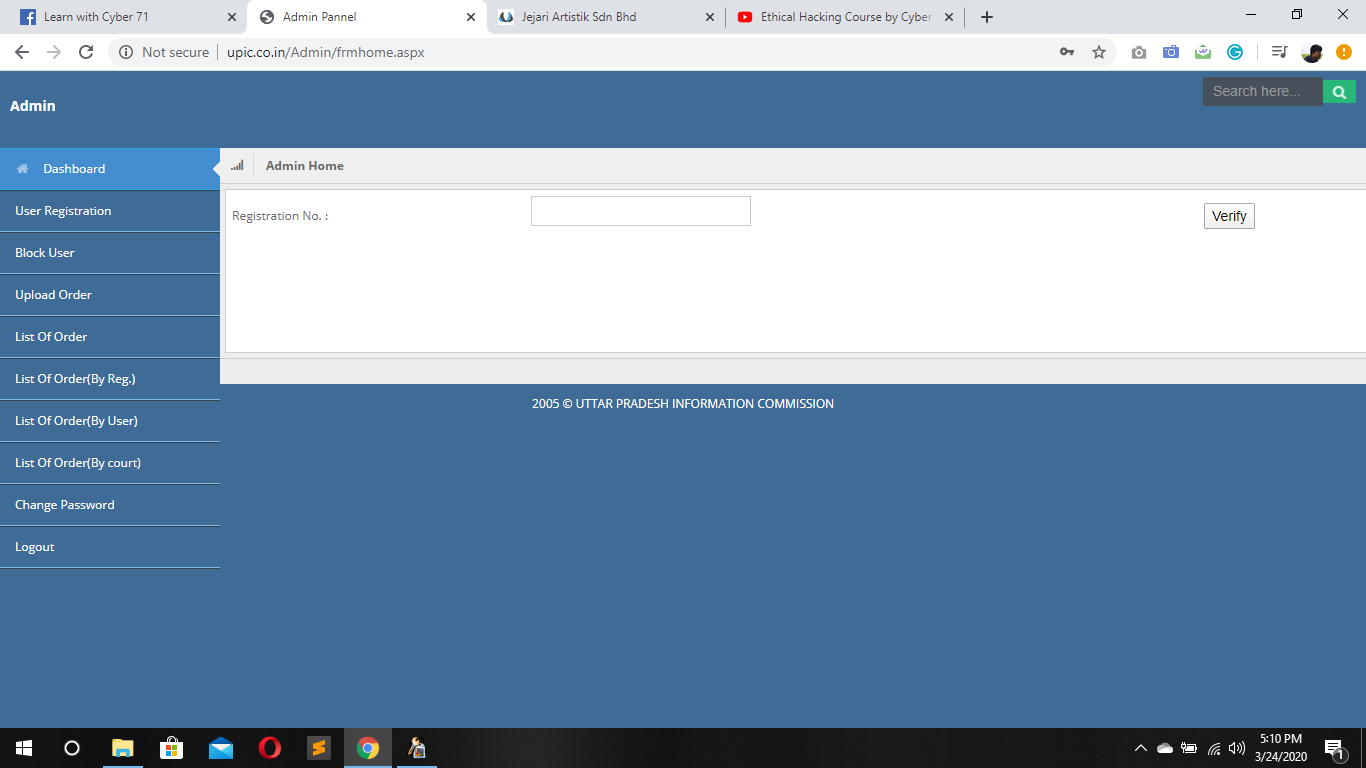 Learn with Cyber 71
Admin Pannel
Jejari Artistik Sdn Bhd
Ethical Hacking Course by Cyber
Not secure
upic.co.in/Admin/frmhome.aspx
Admin
Search here...
Dashboard
Admin Home
User Registration
Registration No. :
Verify
Block User
Upload Order
List Of Order
List Of Order(By Reg.)
2005 © UTTAR PRADESH INFORMATION COMMISSION
List Of Order(By User)
List Of Order(By court)
Change Password
Logout
5:10 PM
3/24/2020
1